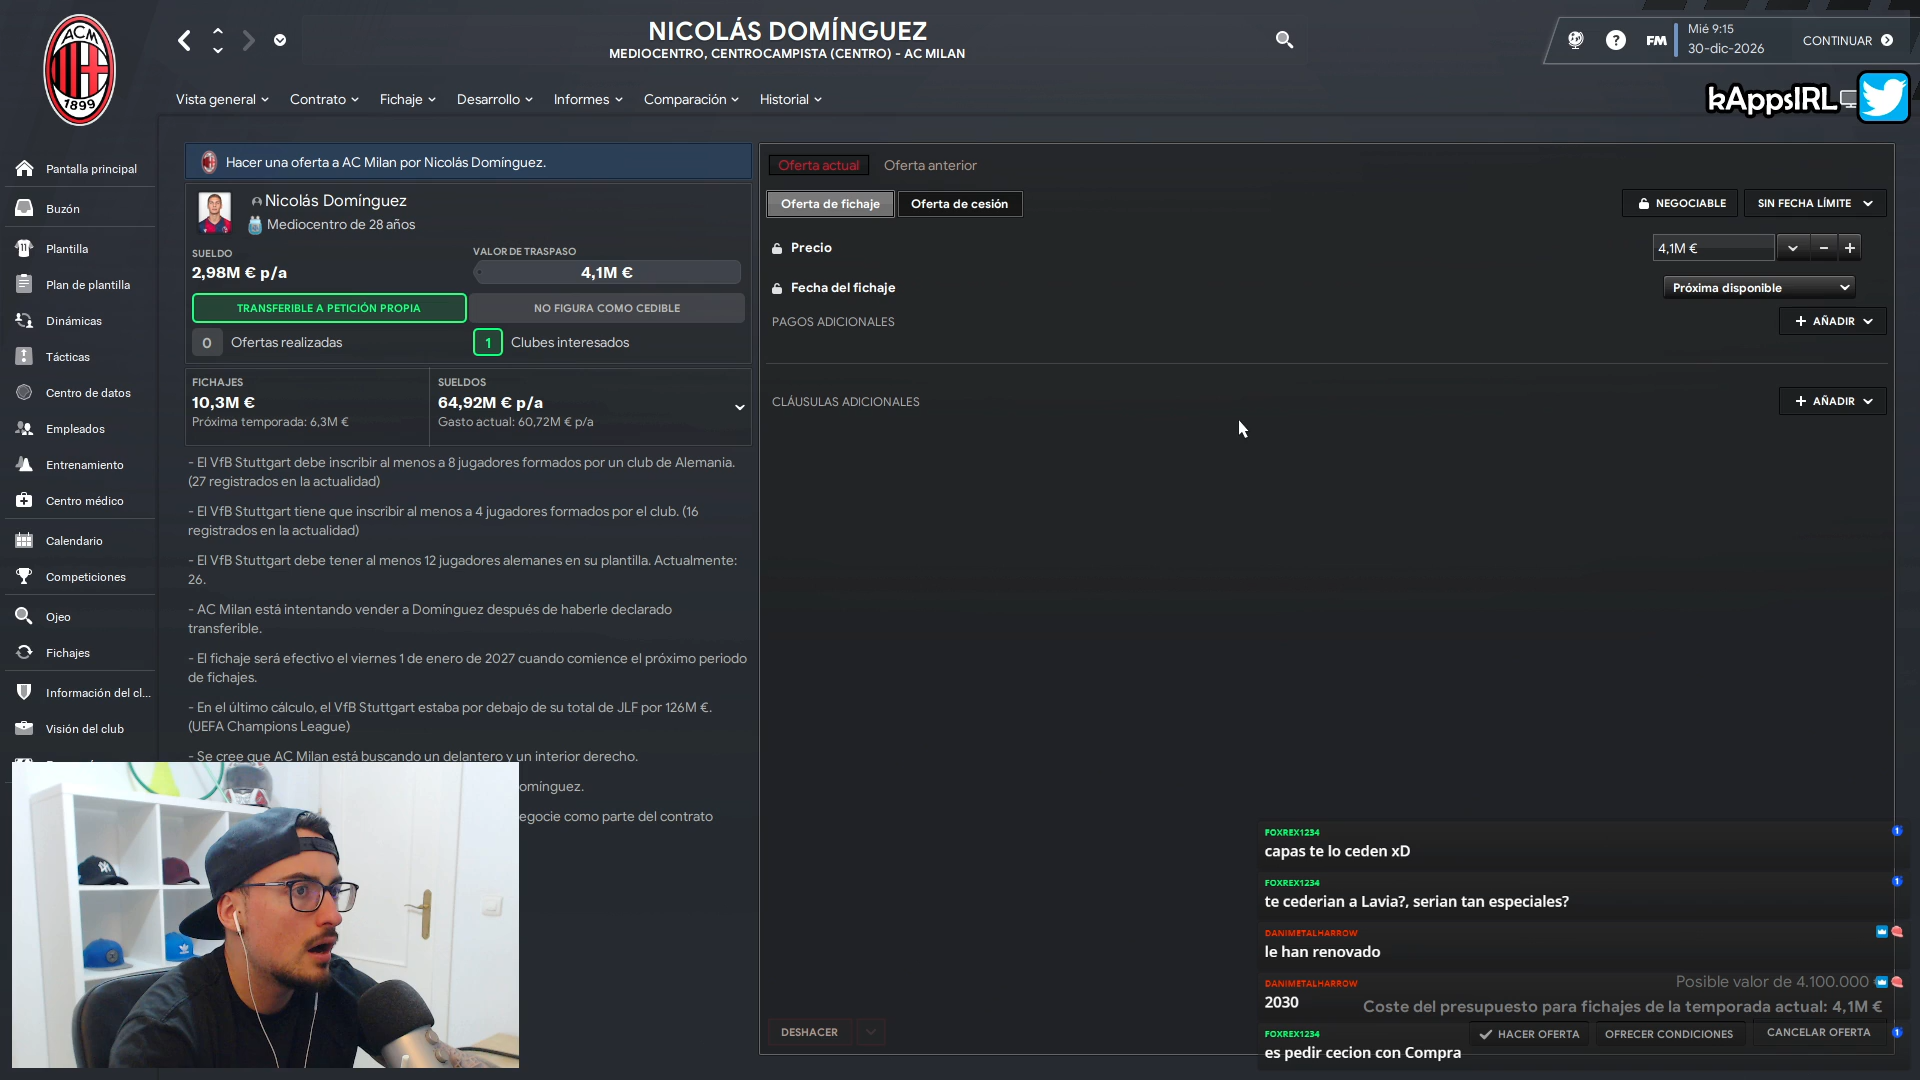 NICOLÁS DOMÍNGUEZ
MEDIOCENTRO, CENTROCAMPISTA (CENTRO) - AC MILAN
ACM
1899
FM
Mié 9:15
30-dic-2026
CONTINUAR
kAppsIRL
Vista general
Contrato
Fichaje
Desarrollo
Informes
Comparación
Historial
Pantalla principal
Buzón
Plantilla
Plan de plantilla
Dinámicas
Tácticas
Centro de datos
Empleados
Entrenamiento
Centro médico
Calendario
Competiciones
Ojeo
Fichajes
Información del cl...
Visión del club
Hacer una oferta a AC Milan por Nicolás Domínguez.
Nicolás Domínguez
Mediocentro de 28 años
SUELDO
2,98M € p/a
VALOR DE TRASPASO
4,1M €
TRANSFERIBLE A PETICIÓN PROPIA
NO FIGURA COMO CEDIBLE
0 Ofertas realizadas
1 Clubes interesados
FICHAJES
10,3M €
Próxima temporada: 6,3M €
SUELDOS
64,92M € p/a
Gasto actual: 60,72M € p/a
- El VfB Stuttgart debe inscribir al menos a 8 jugadores formados por un club de Alemania.
(27 registrados en la actualidad)
- El VfB Stuttgart tiene que inscribir al menos a 4 jugadores formados por el club. (16
registrados en la actualidad)
- El VfB Stuttgart debe tener al menos 12 jugadores alemanes en su plantilla. Actualmente:
26.
- AC Milan está intentando vender a Domínguez después de haberle declarado
transferible.
- El fichaje será efectivo el viernes 1 de enero de 2027 cuando comience el próximo periodo
de fichajes.
- En el último cálculo, el VfB Stuttgart estaba por debajo de su total de JLF por 126M €.
(UEFA Champions League)
- Se cree que AC Milan está buscando un delantero y un interior derecho.
omínguez.
egocie como parte del contrato
Oferta actual
Oferta anterior
Oferta de fichaje
Oferta de cesión
NEGOCIABLE
SIN FECHA LÍMITE
Precio
4,1M €
Fecha del fichaje
Próxima disponible
PAGOS ADICIONALES
+ AÑADIR
CLÁUSULAS ADICIONALES
+ AÑADIR
FOXREX1234
capas te lo ceden xD
FOXREX1234
te cederian a Lavia?, serian tan especiales?
DANIMETALHARROW
le han renovado
DANIMETALHARROW
2030
FOXREX1234
es pedir cecion con Compra
Posible valor de 4.100.000
Coste del presupuesto para fichajes de la temporada actual: 4,1M €
DESHACER
HACER OFERTA
OFRECER CONDICIONES
CANCELAR OFERTA